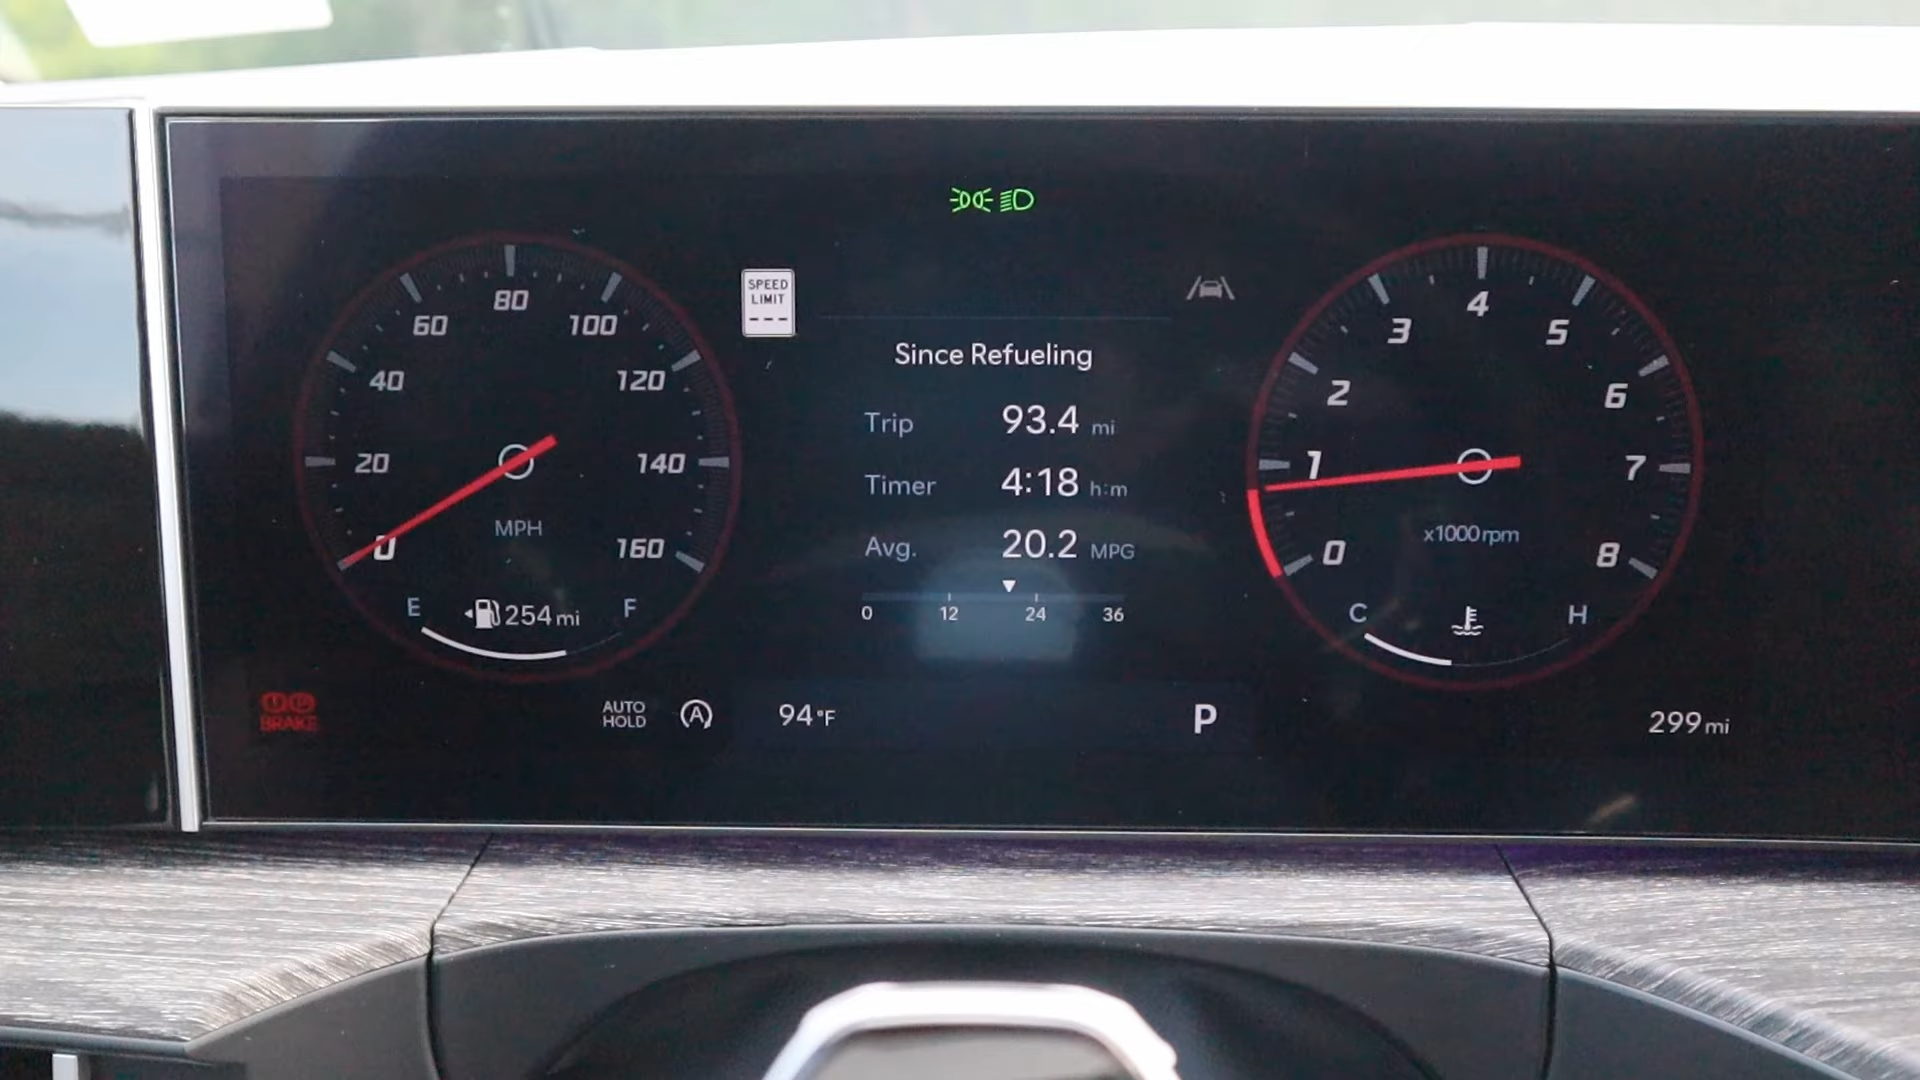 80
60
100
40
120
20
140
0
160
MPH
E
254 mi
F
SPEED
LIMIT
---
Since Refueling
Trip 93.4 mi
Timer 4:18 h:m
Avg. 20.2 MPG
0 12 24 36
4
3
5
2
6
1
7
0
8
x1000rpm
C
H
BRAKE
AUTO
HOLD
A
94°F
P
299 mi